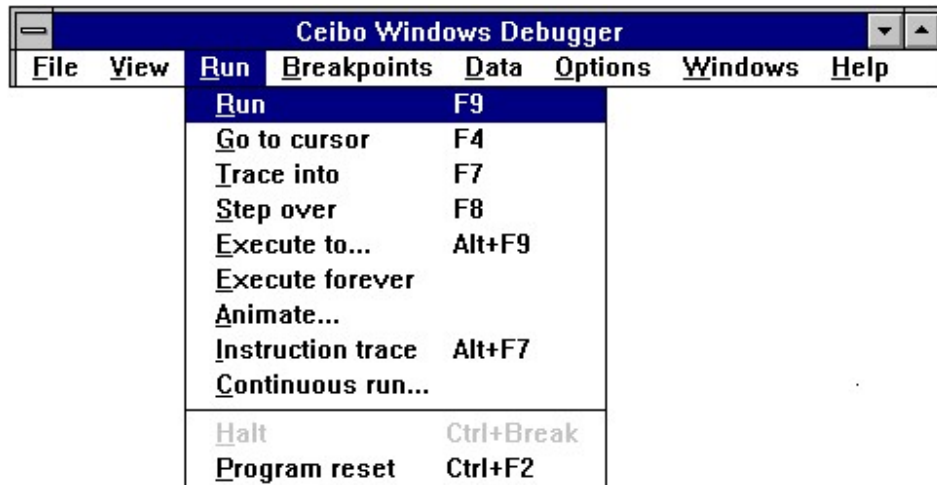 Ceibo Windows Debugger
File View Run Breakpoints Data Options Windows Help
Run F9
Go to cursor F4
Trace into F7
Step over F8
Execute to... Alt+F9
Execute forever
Animate...
Instruction trace Alt+F7
Continuous run...
Halt Ctrl+Break
Program reset Ctrl+F2